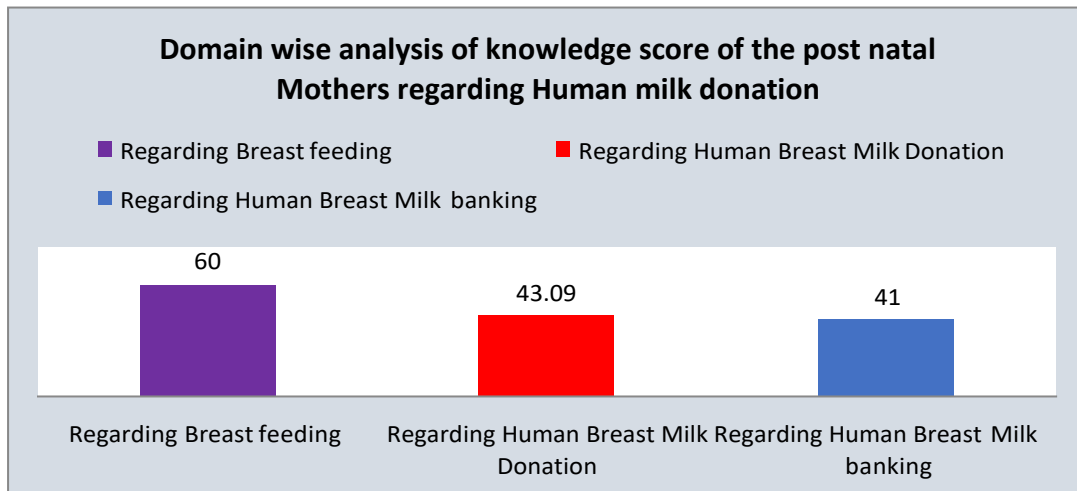 Domain wise analysis of knowledge score of the post natal
Mothers regarding Human milk donation
Regarding Breast feeding
Regarding Human Breast Milk Donation
Regarding Human Breast Milk banking
60
43.09
41
Regarding Breast feeding
Regarding Human Breast Milk
Donation
Regarding Human Breast Milk
banking